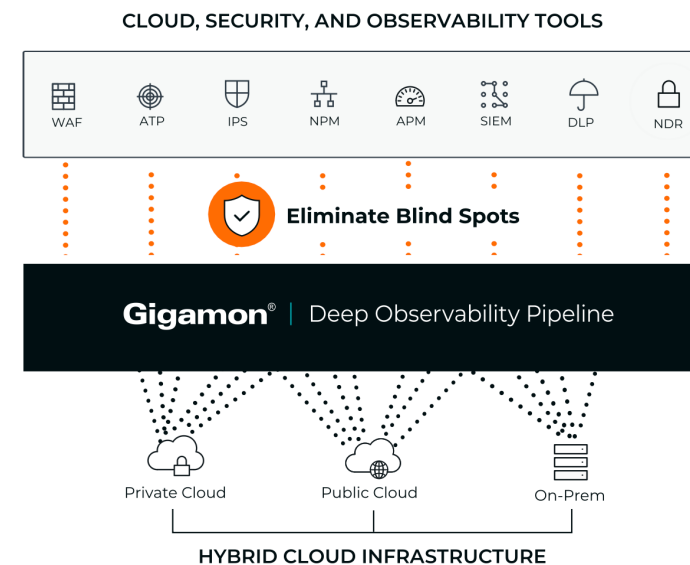 CLOUD, SECURITY, AND OBSERVABILITY TOOLS
WAF ATP IPS NPM APM SIEM DLP NDR
Eliminate Blind Spots
Gigamon® | Deep Observability Pipeline
Private Cloud Public Cloud On-Prem
HYBRID CLOUD INFRASTRUCTURE